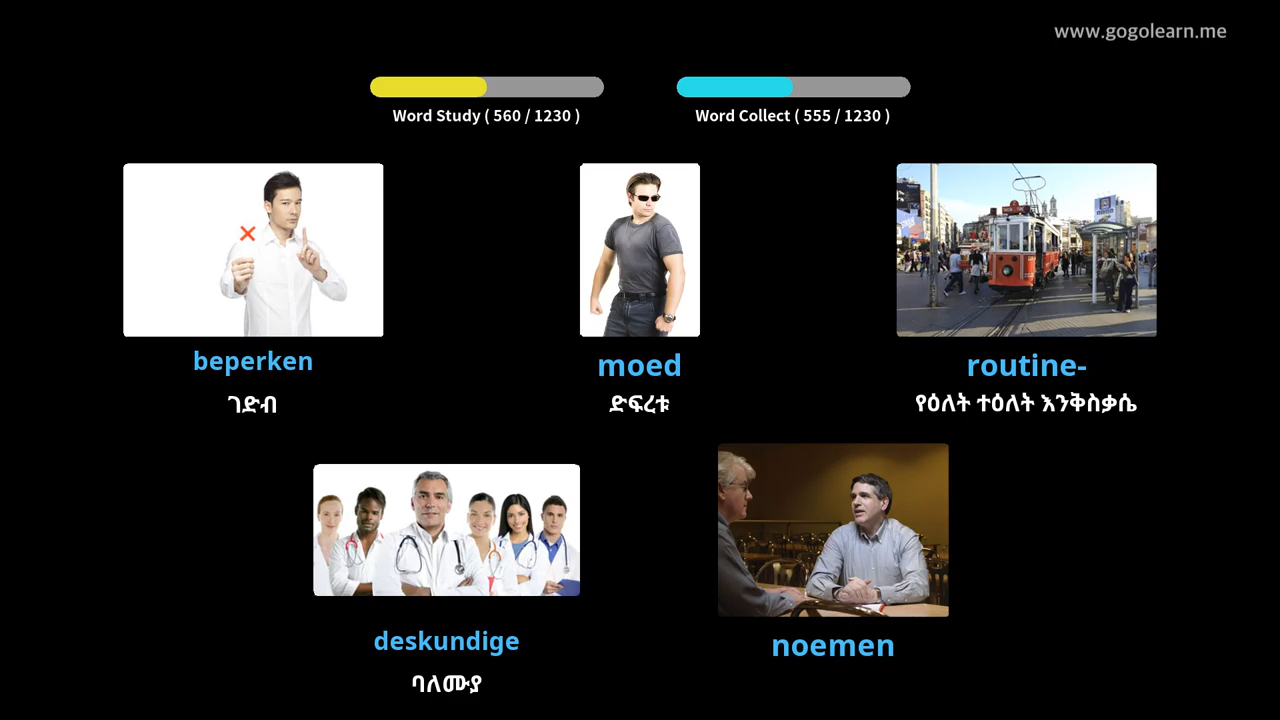 www.gogolearn.me
Word Study ( 560 / 1230 )
Word Collect ( 555 / 1230 )
beperken
ገድብ
moed
ድፍረቱ
routine-
የዕለት ተዕለት እንቅስቃሴ
deskundige
ባለሙያ
noemen